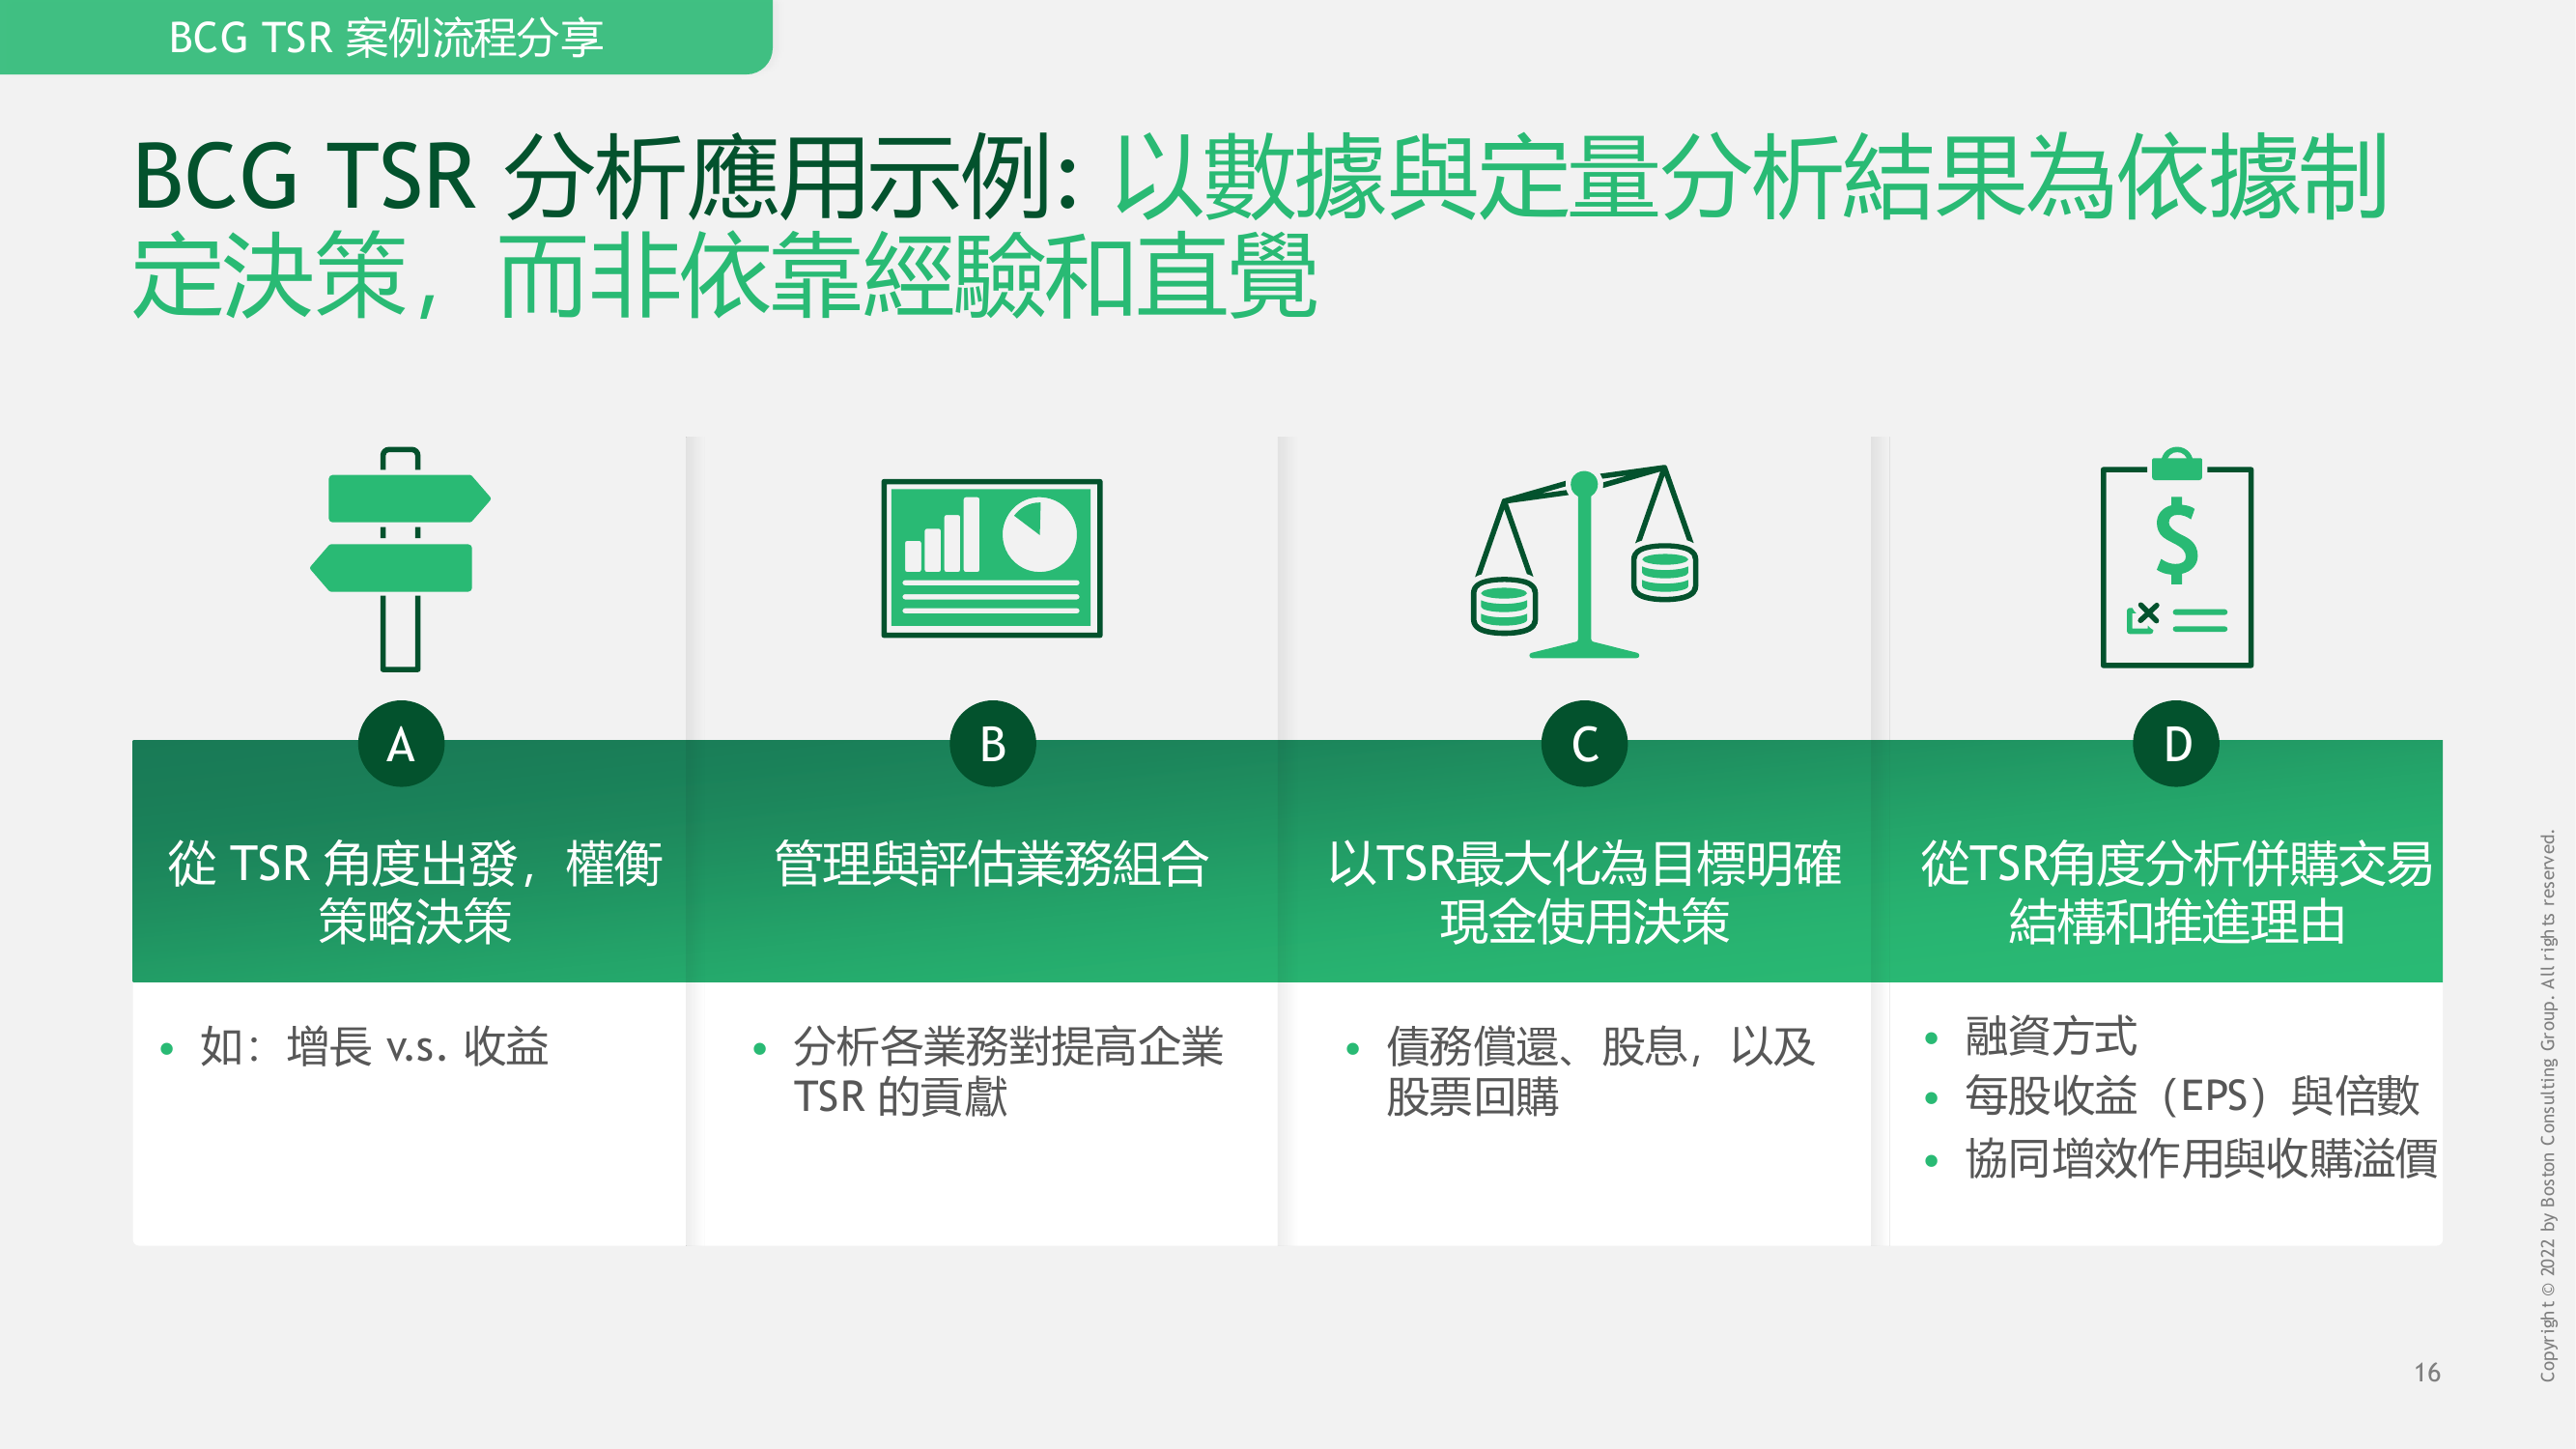 BCG TSR 案例流程分享
BCG TSR 分析應用示例: 以數據與定量分析結果為依據制
定決策，而非依靠經驗和直覺
A
從 TSR 角度出發，權衡
策略決策
• 如：增長 v.s. 收益
B
管理與評估業務組合
• 分析各業務對提高企業
TSR 的貢獻
C
以TSR最大化為目標明確
現金使用決策
• 債務償還、股息，以及
股票回購
D
從TSR角度分析併購交易
結構和推進理由
• 融資方式
• 每股收益（EPS）與倍數
• 協同增效作用與收購溢價
16
Copyright © 2022 by Boston Consulting Group. All rights reserved.